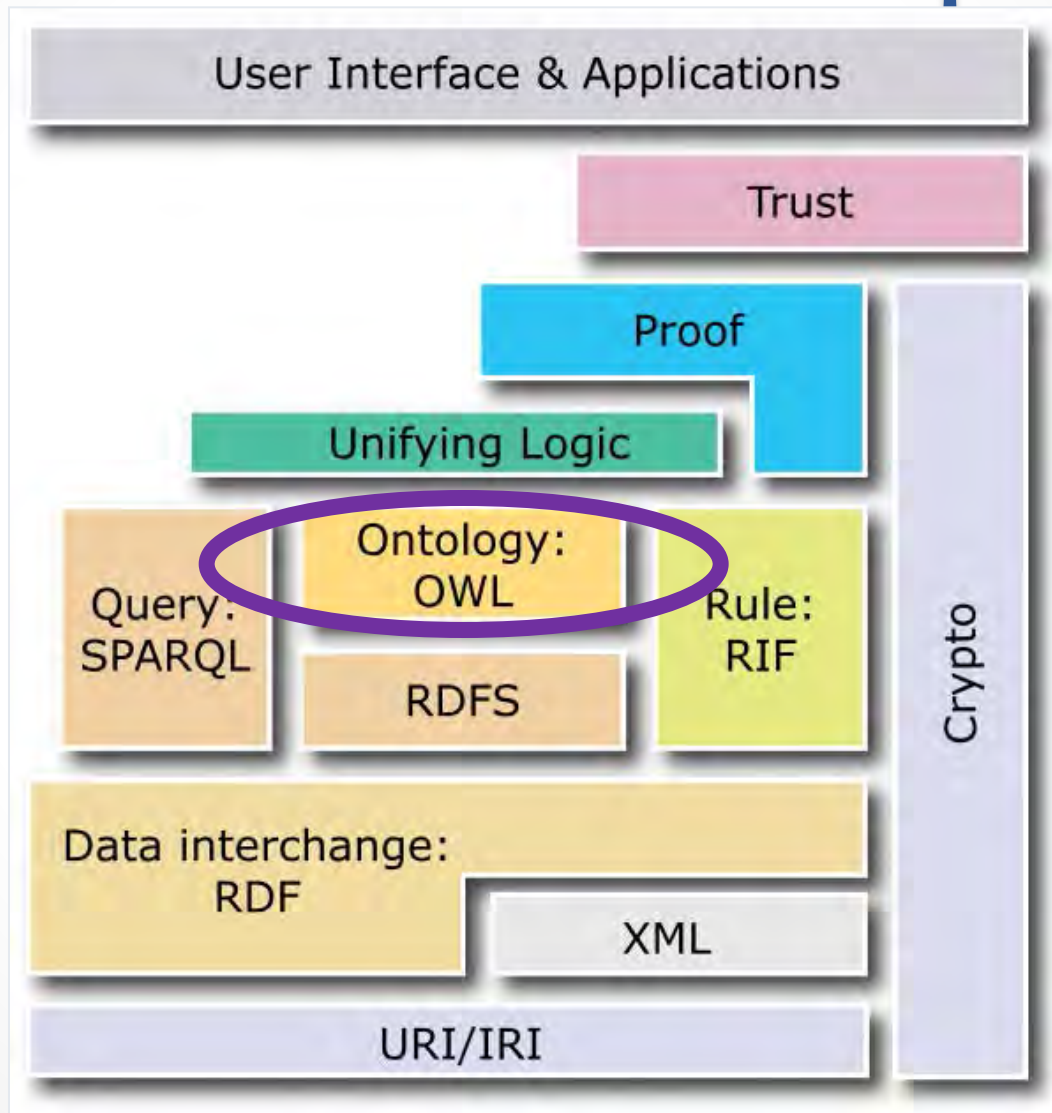 User Interface & Applications
Trust
Proof
Unifying Logic
Ontology:
OWL
Query:
SPARQL
Rule:
RIF
RDFS
Crypto
Data interchange:
RDF
XML
URI/IRI